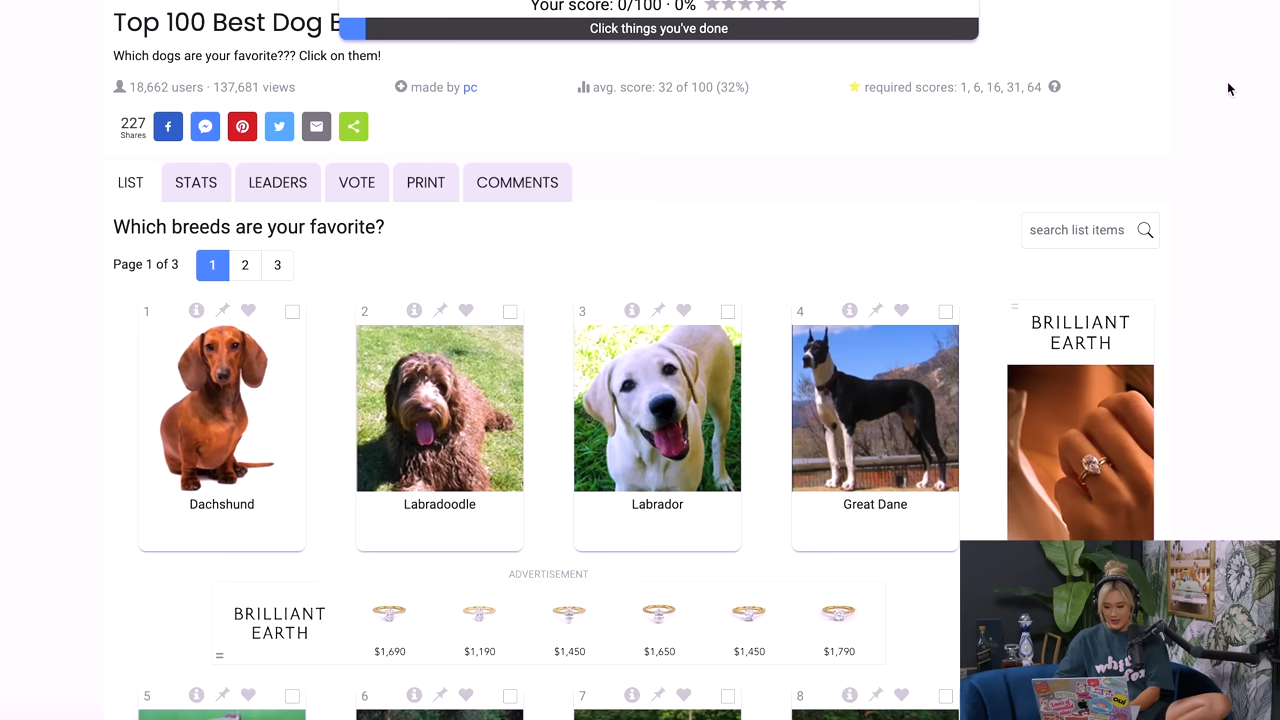 Top 100 Best Dog B
Your score: 0/100 · 0%
Click things you've done
Which dogs are your favorite??? Click on them!
18,662 users · 137,681 views
made by pc
avg. score: 32 of 100 (32%)
required scores: 1, 6, 16, 31, 64
227
Shares
LIST
STATS
LEADERS
VOTE
PRINT
COMMENTS
Which breeds are your favorite?
search list items
Page 1 of 3
1
2
3
1
2
3
4
BRILLIANT
EARTH
Dachshund
Labradoodle
Labrador
Great Dane
ADVERTISEMENT
BRILLIANT
EARTH
$1,690
$1,190
$1,450
$1,650
$1,450
$1,790
5
6
7
8